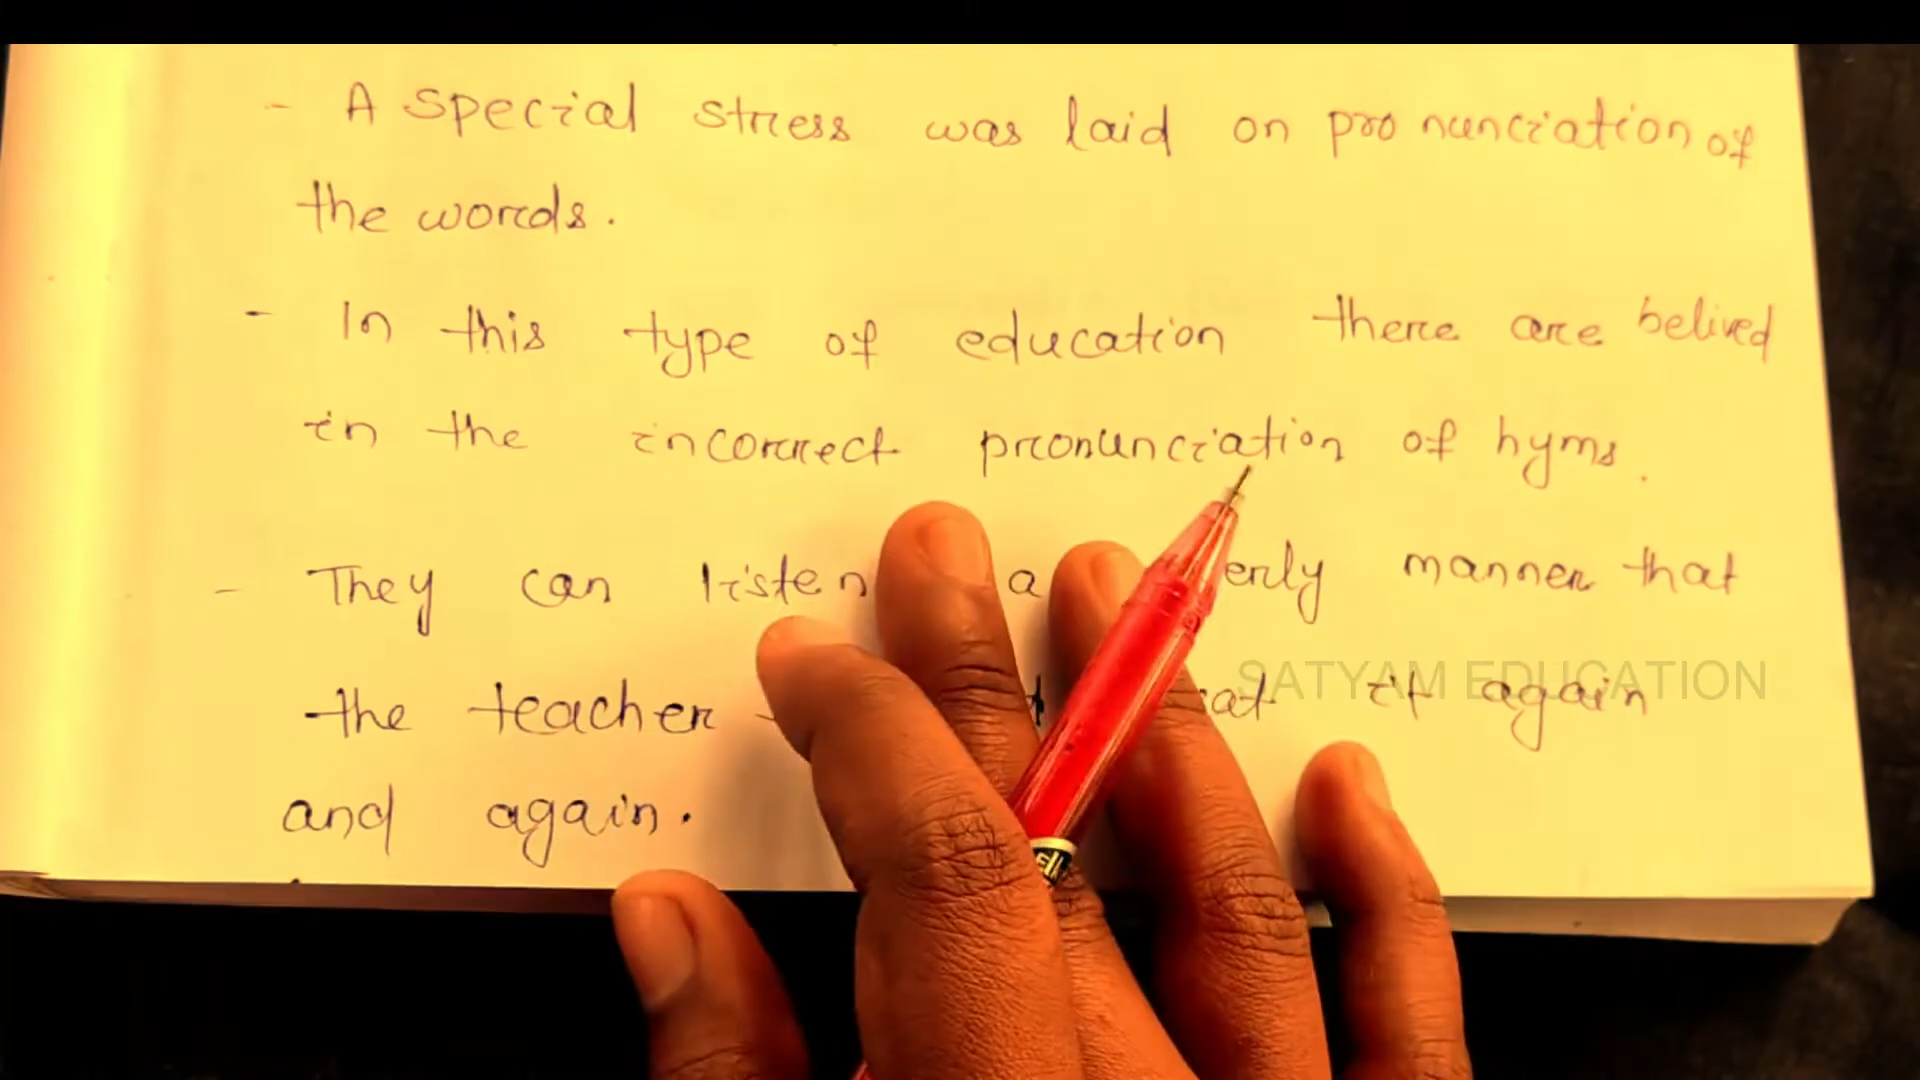 - A special stress was laid on pronunciation of
the words.
- In this type of education there are belived
in the incorrect pronunciation of hyms.
- They can listen a manner that
the teacher it again
and again.
SATYAM EDUCATION